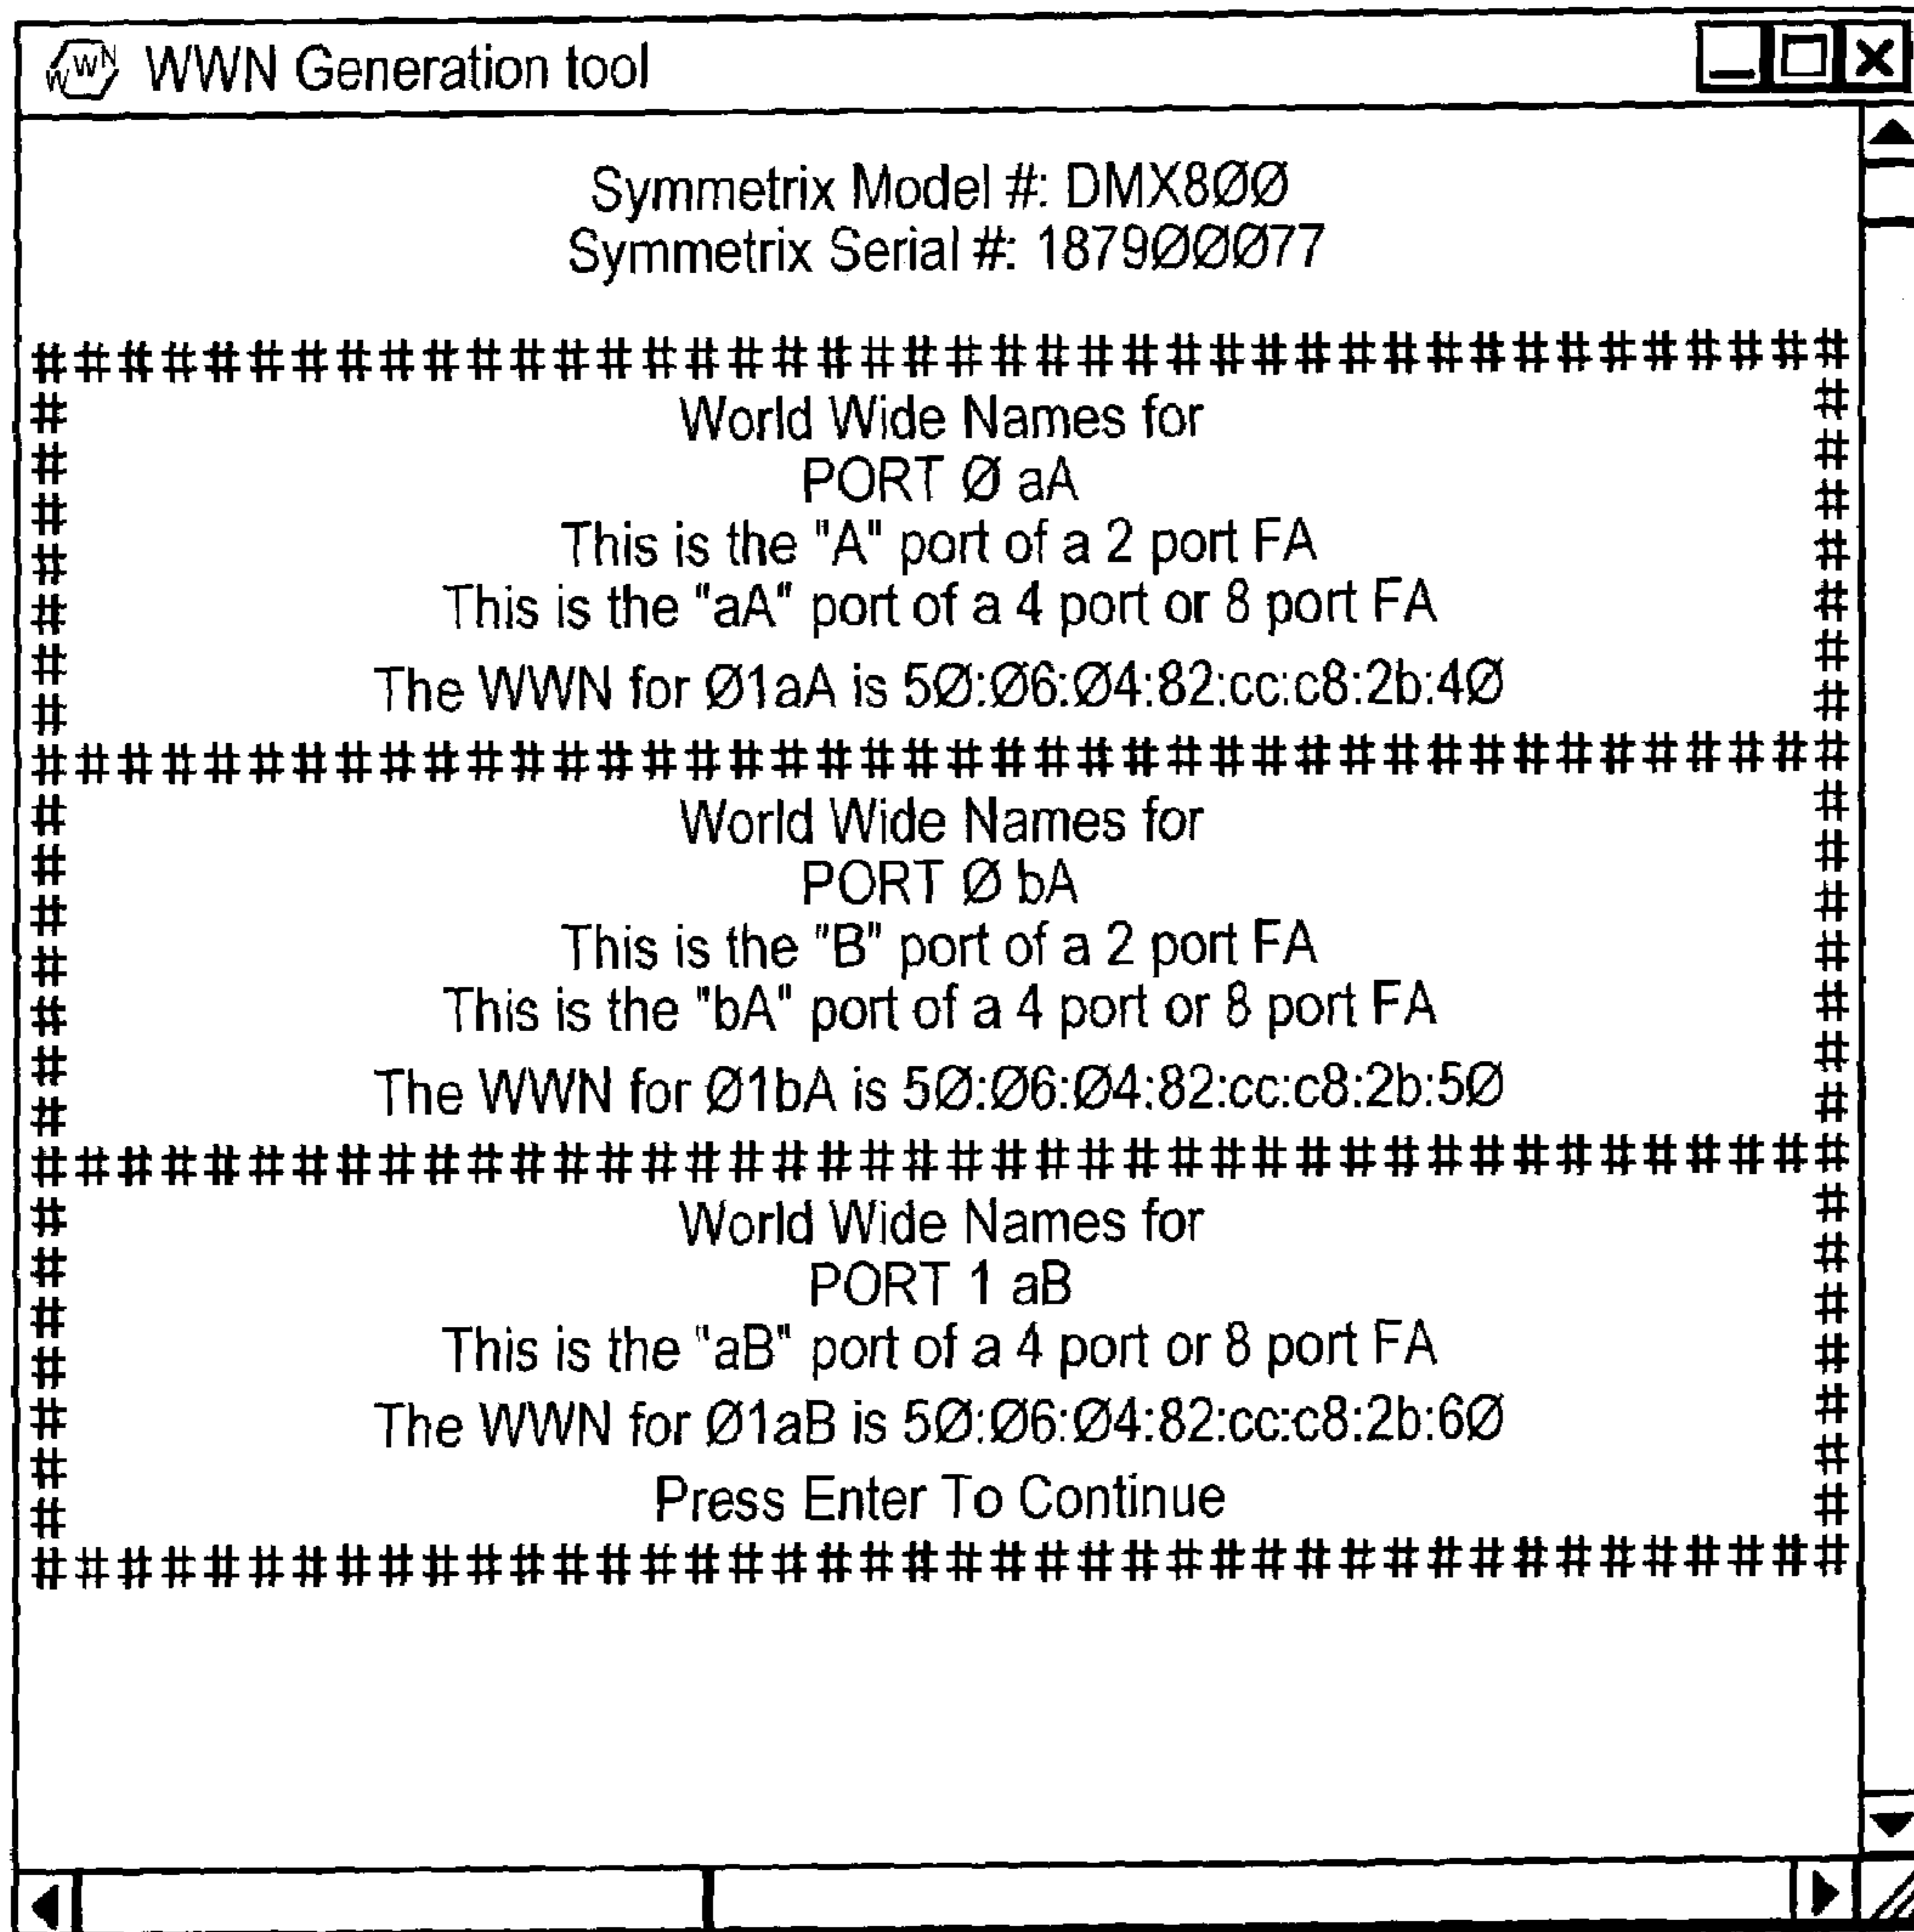 WWN WWN Generation tool
Symmetrix Model #: DMX8ØØ
Symmetrix Serial #: 1879ØØØ77
##########################################
# World Wide Names for #
# PORT Ø aA #
# This is the "A" port of a 2 port FA #
# This is the "aA" port of a 4 port or 8 port FA #
# The WWN for Ø1aA is 5Ø:Ø6:Ø4:82:cc:c8:2b:4Ø #
##########################################
# World Wide Names for #
# PORT Ø bA #
# This is the "B" port of a 2 port FA #
# This is the "bA" port of a 4 port or 8 port FA #
# The WWN for Ø1bA is 5Ø:Ø6:Ø4:82:cc:c8:2b:5Ø #
##########################################
# World Wide Names for #
# PORT 1 aB #
# This is the "aB" port of a 4 port or 8 port FA #
# The WWN for Ø1aB is 5Ø:Ø6:Ø4:82:cc:c8:2b:6Ø #
# Press Enter To Continue #
##########################################